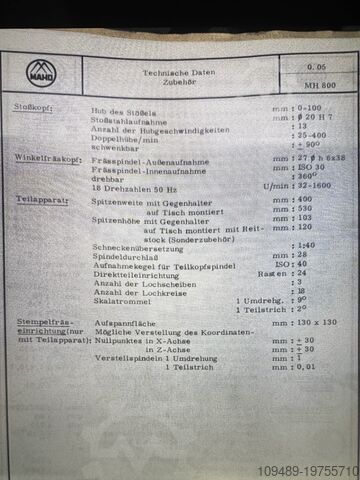 MAHO
Technische Daten
Zubehör
0.05
MH 800
Stoßkopf: Hub des Stößels mm : 0-100
Stoßstahlaufnahme mm : ø 20 H 7
Anzahl der Hubgeschwindigkeiten : 13
Doppelhübe/min : 25-400
schwenkbar : ± 90°
Winkelfräskopf: Frässpindel-Außenaufnahme mm : 27 ø h 6x38
Frässpindel-Innenaufnahme mm : ISO 30
drehbar : 360°
18 Drehzahlen 50 Hz U/min : 32-1600
Teilapparat: Spitzenweite mit Gegenhalter mm : 400
auf Tisch montiert mm : 530
Spitzenhöhe mit Gegenhalter mm : 103
auf Tisch montiert mit Reit- mm : 120
stock (Sonderzubehör)
Schneckenübersetzung : 1:40
Spindeldurchlaß mm : 28
Aufnahmekegel für Teilkopfspindel ISO : 40
Direktteileinrichtung Rasten : 24
Anzahl der Lochscheiben : 3
Anzahl der Lochkreise : 18
Skalatrommel 1 Umdrehg. : 9°
1 Teilstrich : 2°
Stempelfräs- Aufspannfläche mm : 130 x 130
einrichtung(nur Mögliche Verstellung des Koordinaten-
mit Teilapparat): Nullpunktes in X-Achse mm : ± 30
in Z-Achse mm : ± 30
Verstellspindeln 1 Umdrehung mm : 1
1 Teilstrich mm : 0,01
109489-19755710